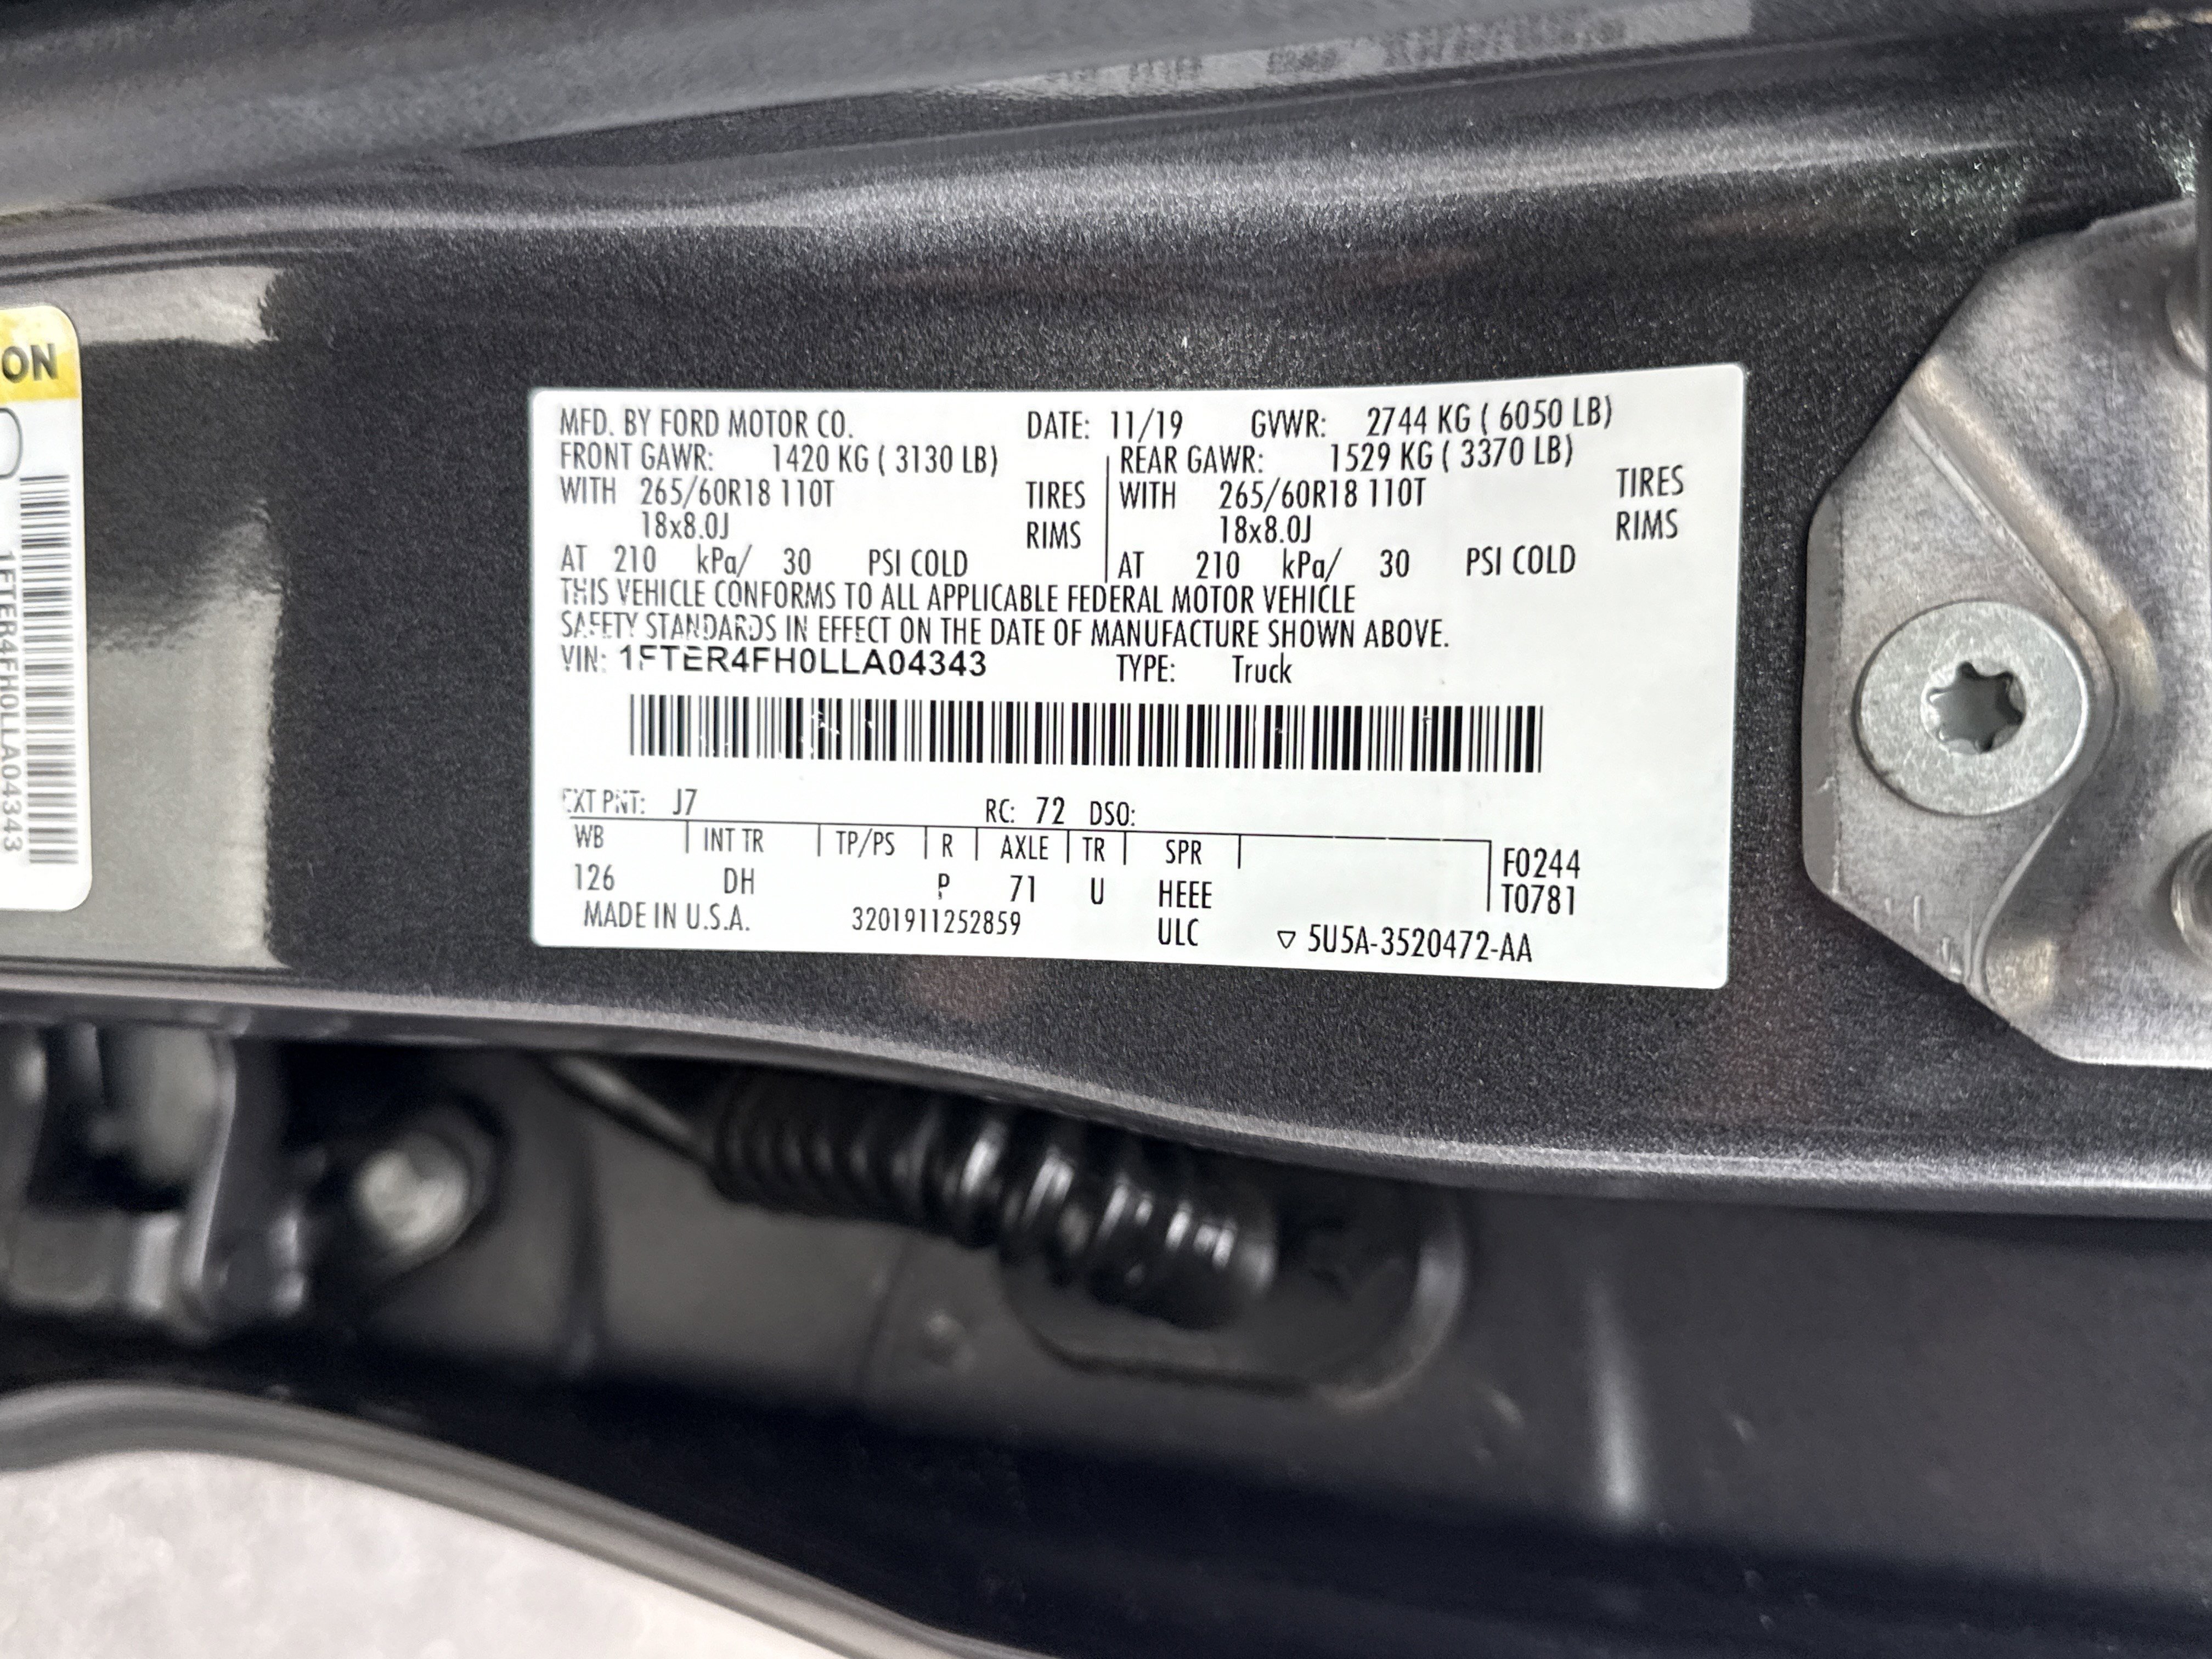 MFD. BY FORD MOTOR CO. DATE: 11/19 GVWR: 2744 KG ( 6050 LB)
FRONT GAWR: 1420 KG ( 3130 LB) REAR GAWR: 1529 KG ( 3370 LB)
WITH 265/60R18 110T TIRES WITH 265/60R18 110T TIRES
18x8.0J RIMS 18x8.0J RIMS
AT 210 kPa/ 30 PSI COLD AT 210 kPa/ 30 PSI COLD
THIS VEHICLE CONFORMS TO ALL APPLICABLE FEDERAL MOTOR VEHICLE
SAFETY STANDARDS IN EFFECT ON THE DATE OF MANUFACTURE SHOWN ABOVE.
VIN: 1FTER4FH0LLA04343 TYPE: Truck
EXT PNT: J7 RC: 72 DSO:
WB INT TR TP/PS R AXLE TR SPR F0244
126 DH P 71 U HEEE T0781
MADE IN U.S.A. 3201911252859 ULC ▽ 5U5A-3520472-AA
ON
1FTER4FH0LLA04343